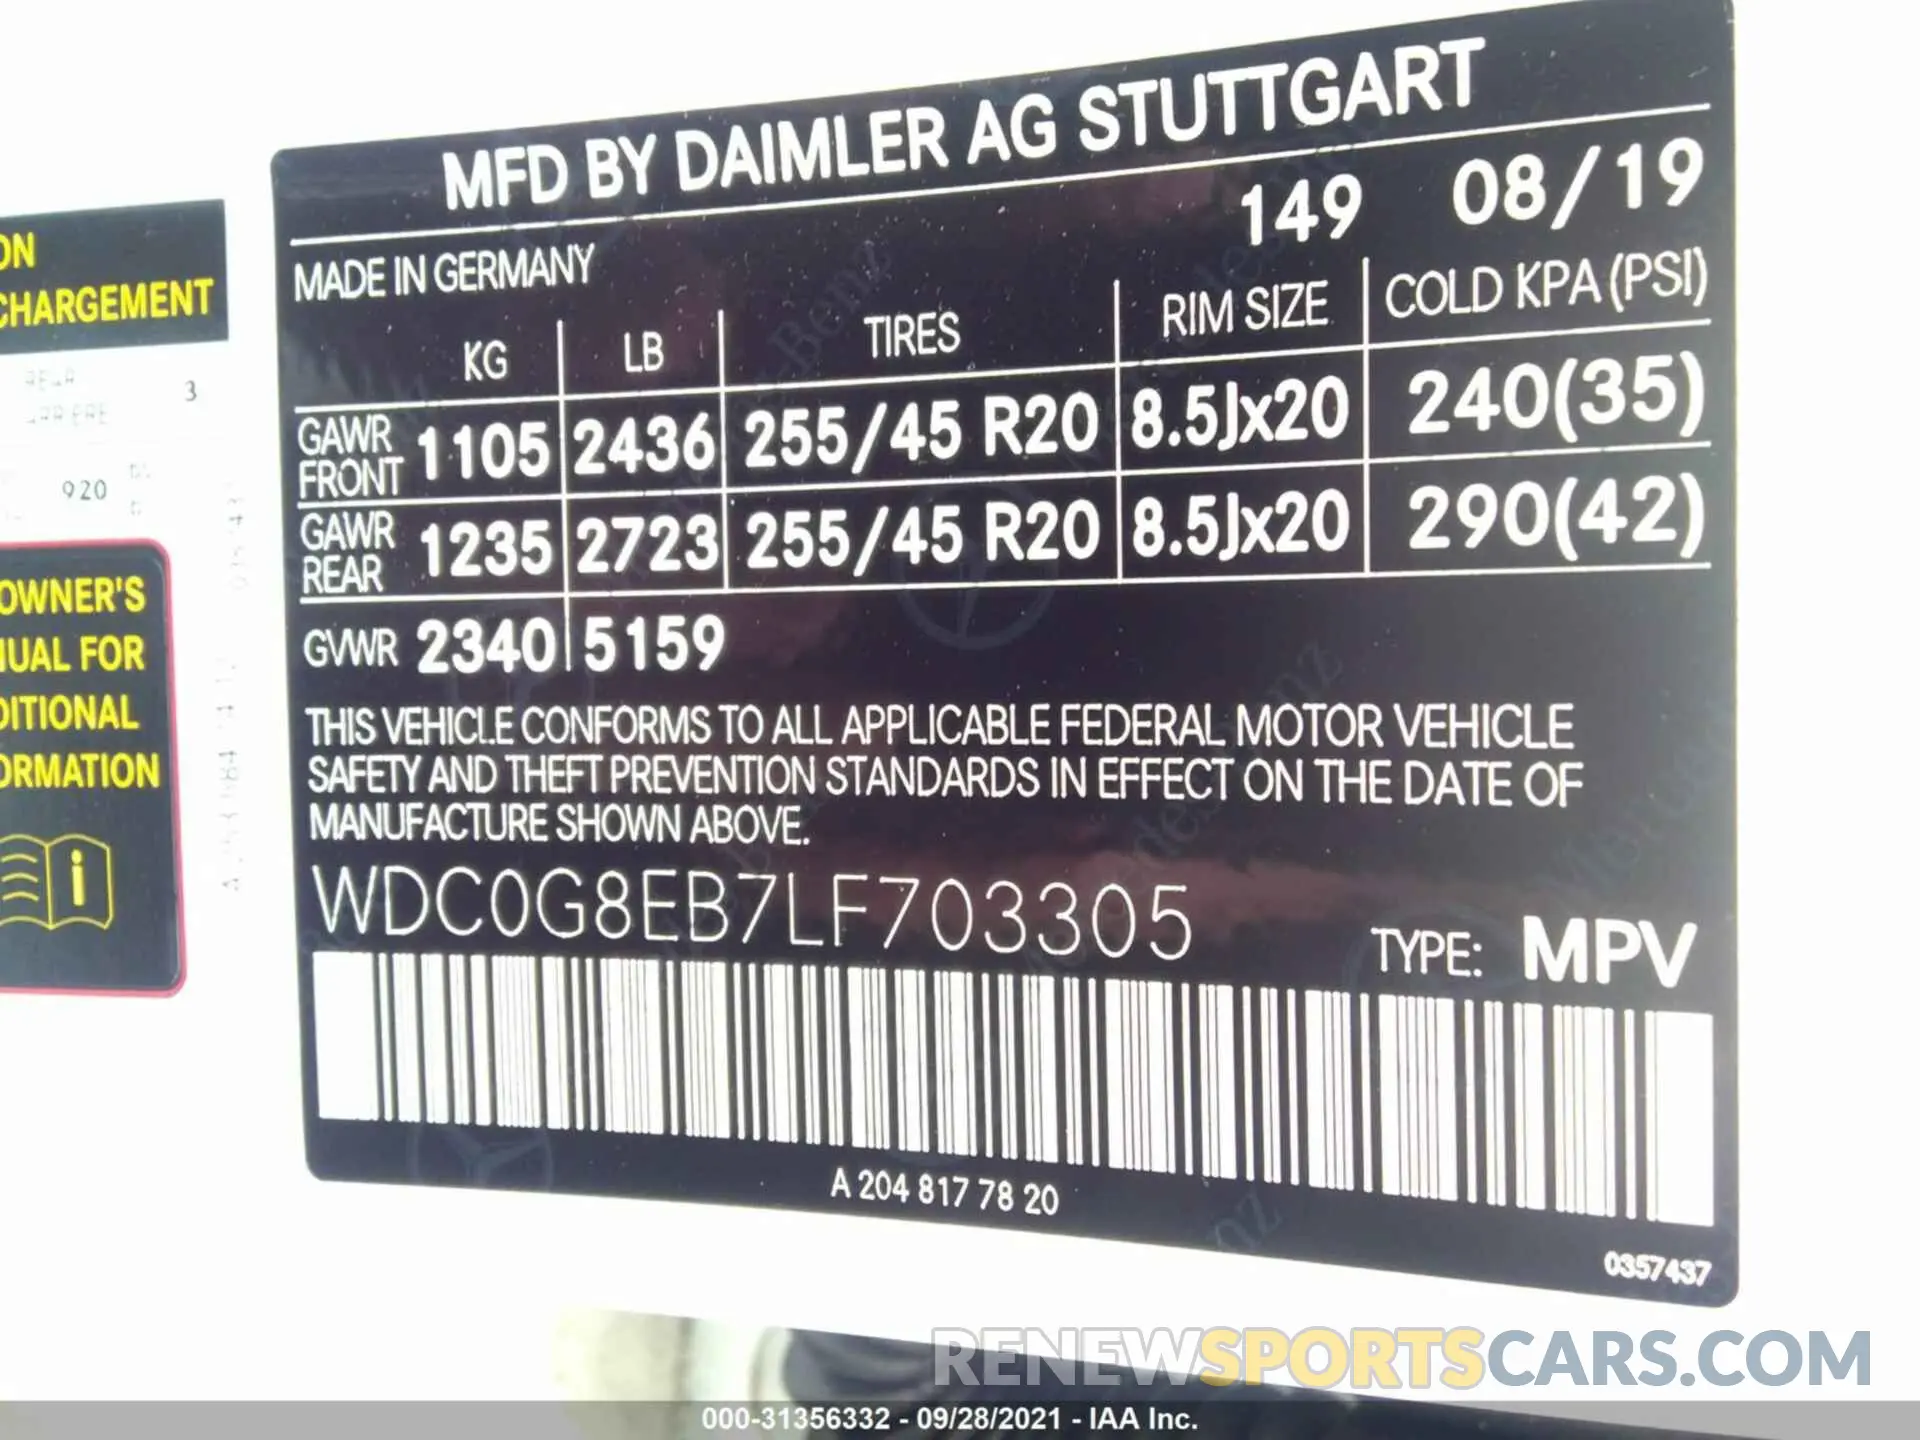 MFD BY DAIMLER AG STUTTGART
149 08/19
MADE IN GERMANY
KG LB TIRES RIM SIZE COLD KPA (PSI)
GAWR FRONT 1105 2436 255/45 R20 8.5Jx20 240(35)
GAWR REAR 1235 2723 255/45 R20 8.5Jx20 290(42)
GVWR 2340 5159
THIS VEHICLE CONFORMS TO ALL APPLICABLE FEDERAL MOTOR VEHICLE
SAFETY AND THEFT PREVENTION STANDARDS IN EFFECT ON THE DATE OF
MANUFACTURE SHOWN ABOVE.
WDC0G8EB7LF703305
TYPE: MPV
A 204 817 78 20
0357437
ON
CHARGEMENT
REAR
ARRIERE
3
920
OWNER'S
NUAL FOR
DITIONAL
ORMATION
RENEWSPORTSCARS.COM
000-31356332 - 09/28/2021 - IAA Inc.